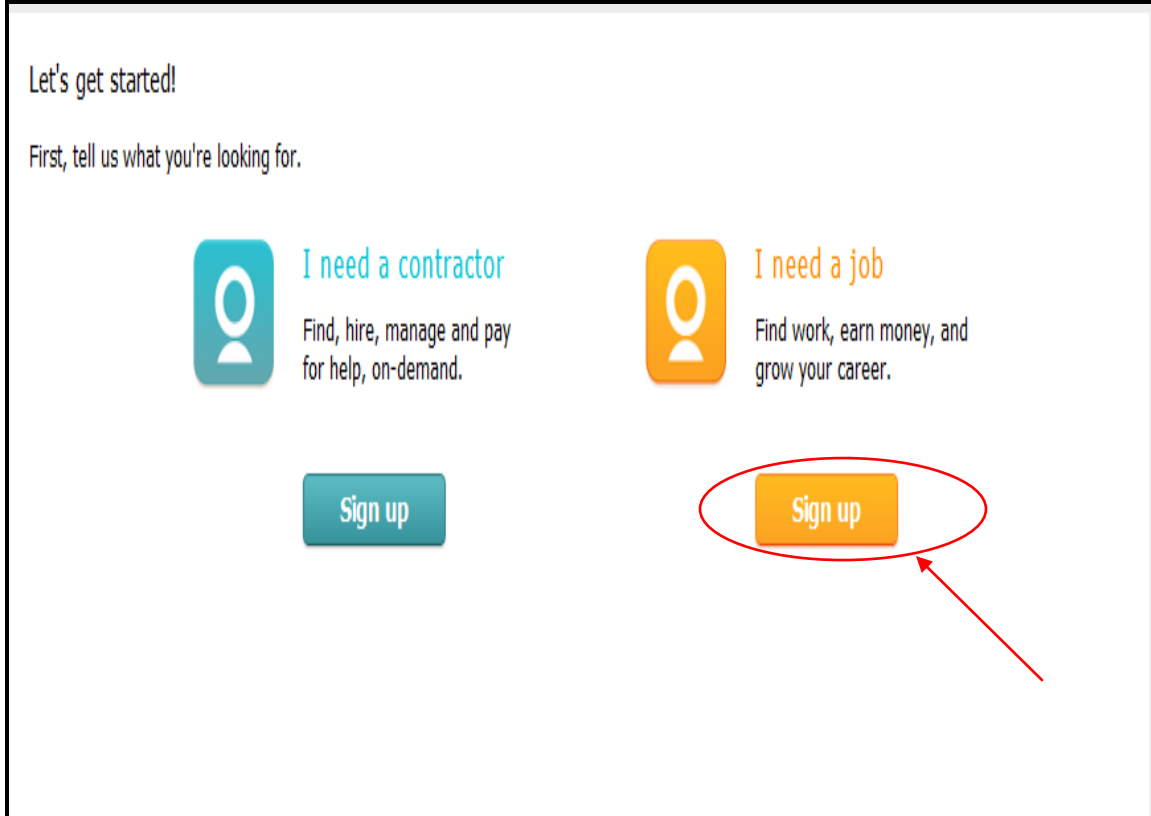 Let's get started!
First, tell us what you're looking for.
I need a contractor
Find, hire, manage and pay
for help, on-demand.
Sign up
I need a job
Find work, earn money, and
grow your career.
Sign up